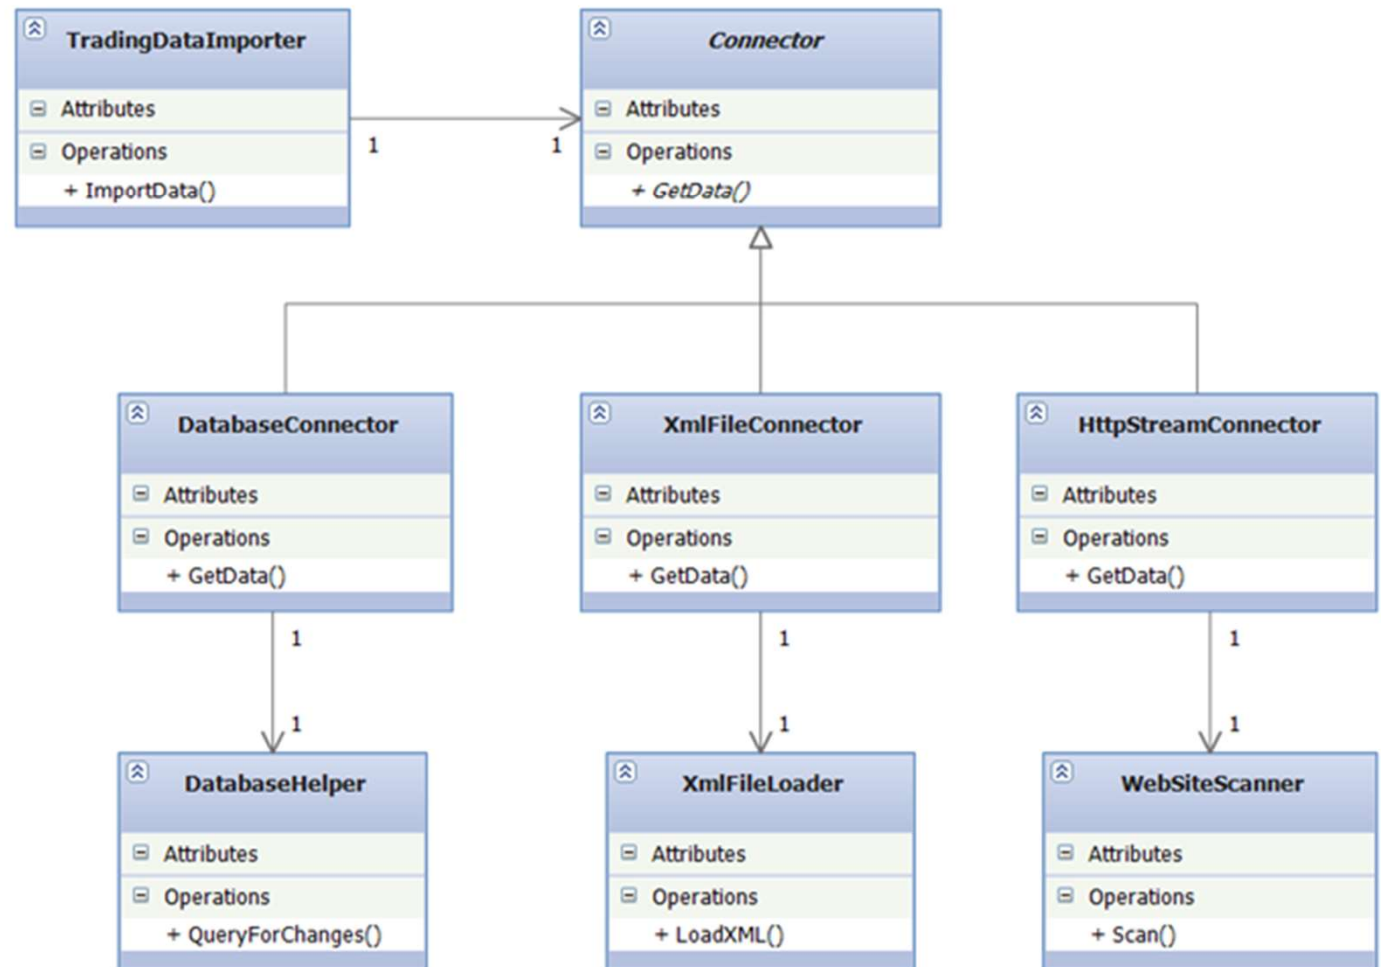 TradingDataImporter
Attributes
Operations
+ ImportData()
1
1
Connector
Attributes
Operations
+ GetData()
DatabaseConnector
Attributes
Operations
+ GetData()
XmlFileConnector
Attributes
Operations
+ GetData()
HttpStreamConnector
Attributes
Operations
+ GetData()
1
1
1
1
1
1
DatabaseHelper
Attributes
Operations
+ QueryForChanges()
XmlFileLoader
Attributes
Operations
+ LoadXML()
WebSiteScanner
Attributes
Operations
+ Scan()